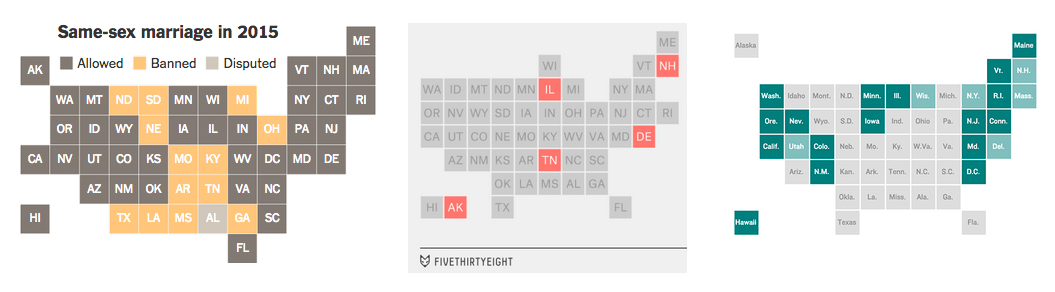 Same-sex marriage in 2015
ME
AK Allowed Banned Disputed VT NH MA
WA MT ND SD MN WI MI NY CT RI
OR ID WY NE IA IL IN OH PA NJ
CA NV UT CO KS MO KY WV DC MD DE
AZ NM OK AR TN VA NC
HI TX LA MS AL GA SC
FL
ME
WI VT NH
WA ID MT ND MN IL MI NY MA
OR NV WY SD IA IN OH PA NJ CT RI
CA UT CO NE MO KY WV VA MD DE
AZ NM KS AR TN NC SC
OK LA MS AL GA
HI AK TX FL
FIVETHIRTYEIGHT
Alaska Maine
Vt. N.H.
Wash. Idaho Mont. N.D. Minn. Ill. Wis. Mich. N.Y. R.I. Mass.
Ore. Nev. Wyo. S.D. Iowa Ind. Ohio Pa. N.J. Conn.
Calif. Utah Colo. Neb. Mo. Ky. W.Va. Va. Md. Del.
Ariz. N.M. Kan. Ark. Tenn. N.C. S.C. D.C.
Okla. La. Miss. Ala. Ga.
Hawaii Texas Fla.